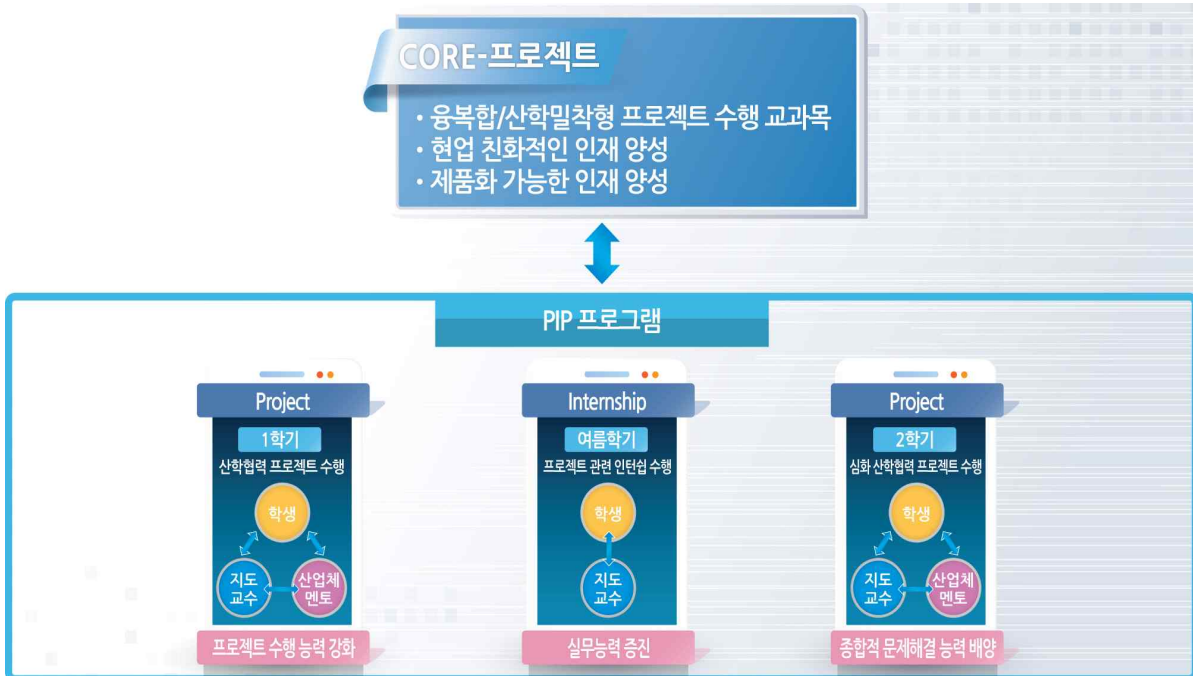 CORE-프로젝트
• 융복합/산학밀착형 프로젝트 수행 교과목
• 현업 친화적인 인재 양성
• 제품화 가능한 인재 양성
PIP 프로그램
Project
1학기
산학협력 프로젝트 수행
학생
지도
교수
산업체
멘토
프로젝트 수행 능력 강화
Internship
여름학기
프로젝트 관련 인턴쉽 수행
학생
지도
교수
실무능력 증진
Project
2학기
심화 산학협력 프로젝트 수행
학생
지도
교수
산업체
멘토
종합적 문제해결 능력 배양